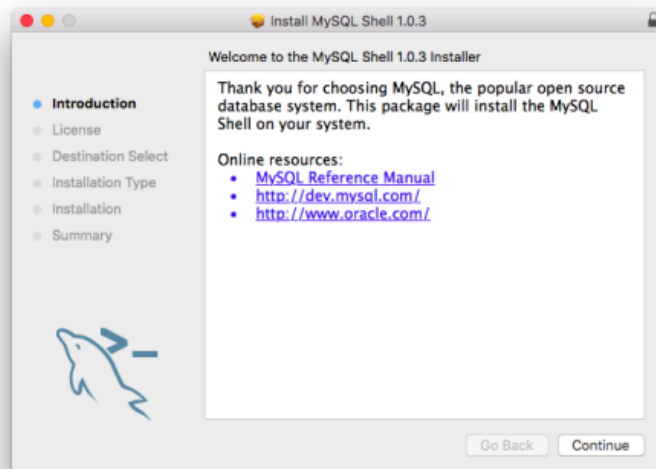 Install MySQL Shell 1.0.3
Welcome to the MySQL Shell 1.0.3 Installer
Introduction
License
Destination Select
Installation Type
Installation
Summary
Thank you for choosing MySQL, the popular open source
database system. This package will install the MySQL
Shell on your system.
Online resources:
• MySQL Reference Manual
• http://dev.mysql.com/
• http://www.oracle.com/
>_
Go Back
Continue